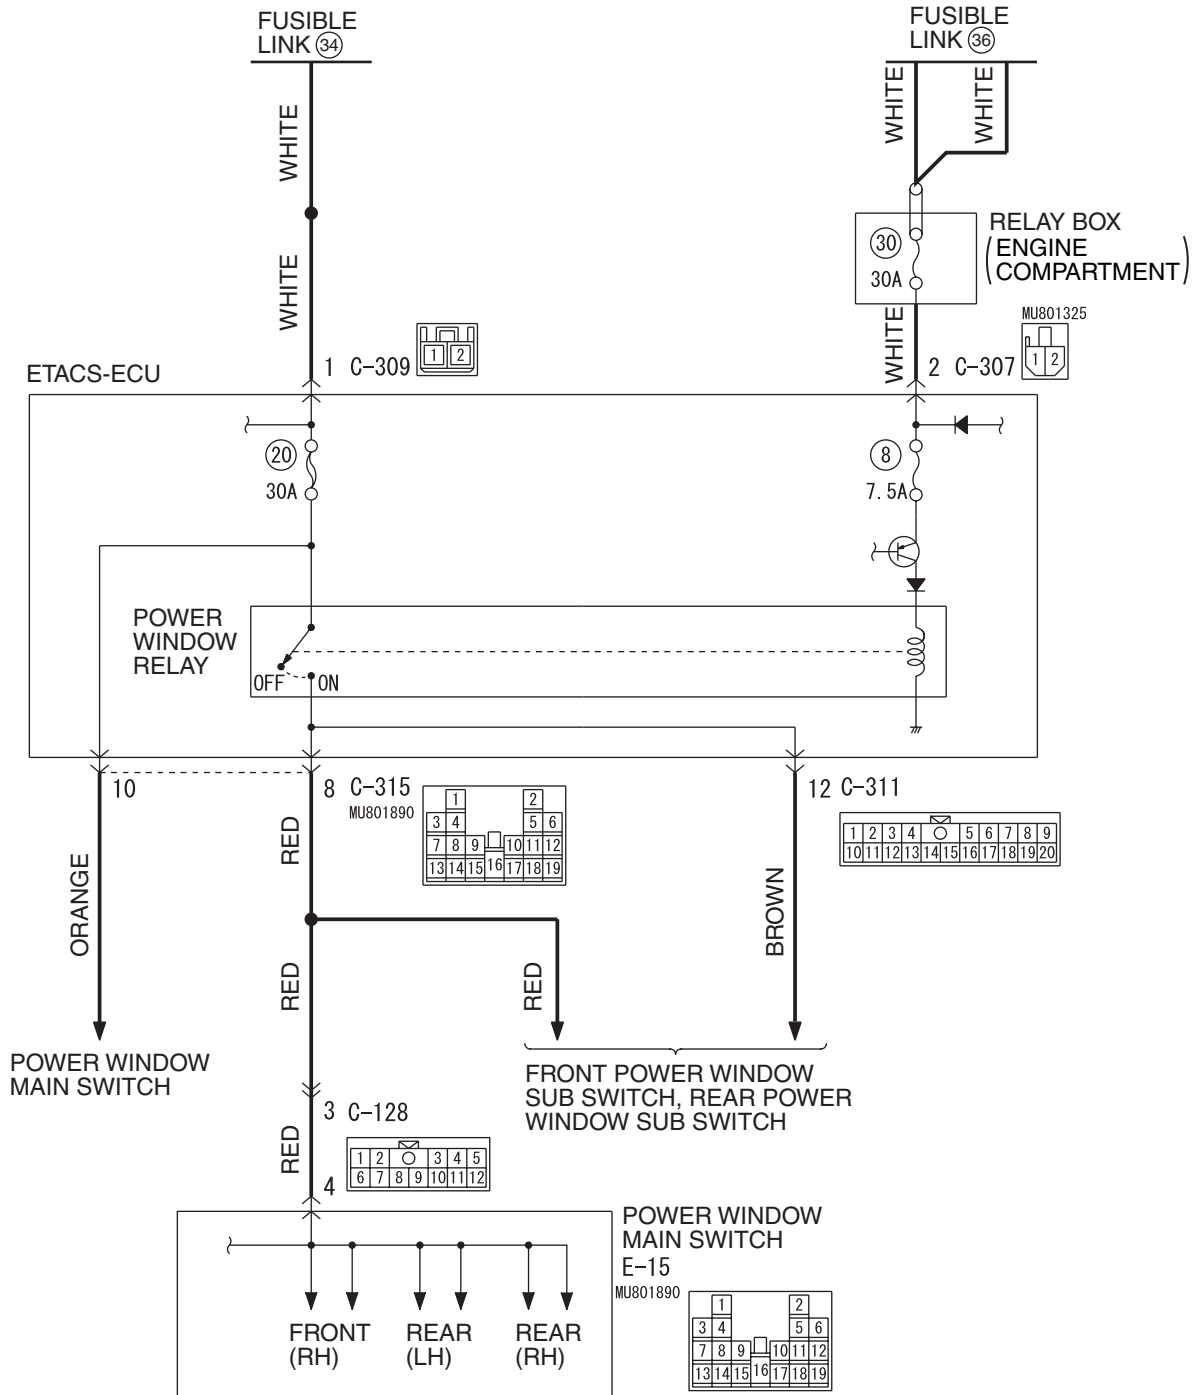 FUSIBLE
LINK 34
FUSIBLE
LINK 36
WHITE
WHITE
WHITE
WHITE
30
30A
RELAY BOX
(ENGINE
COMPARTMENT)
WHITE
MU801325
1 2
1 C-309
1 2
2 C-307
ETACS-ECU
20
30A
8
7.5A
POWER
WINDOW
RELAY
OFF ON
10
8 C-315
MU801890
1 2
3 4 5 6
7 8 9 10 11 12
13 14 15 16 17 18 19
12 C-311
1 2 3 4 5 6 7 8 9
10 11 12 13 14 15 16 17 18 19 20
ORANGE
RED
BROWN
RED
RED
POWER WINDOW
MAIN SWITCH
FRONT POWER WINDOW
SUB SWITCH, REAR POWER
WINDOW SUB SWITCH
3 C-128
1 2 3 4 5
6 7 8 9 10 11 12
RED
4
POWER WINDOW
MAIN SWITCH
E-15
MU801890
1 2
3 4 5 6
7 8 9 10 11 12
13 14 15 16 17 18 19
FRONT
(RH)
REAR
(LH)
REAR
(RH)